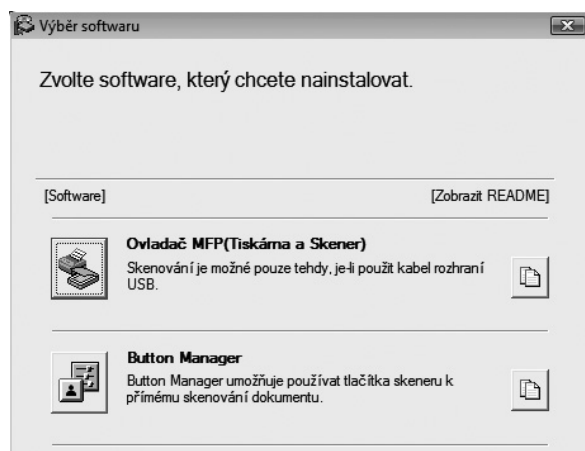 Výběr softwaru
Zvolte software, který chcete nainstalovat.
[Software] [Zobrazit README]
Ovladač MFP(Tiskárna a Skener)
Skenování je možné pouze tehdy, je-li použit kabel rozhraní
USB.
Button Manager
Button Manager umožňuje používat tlačítka skeneru k
přímému skenování dokumentu.